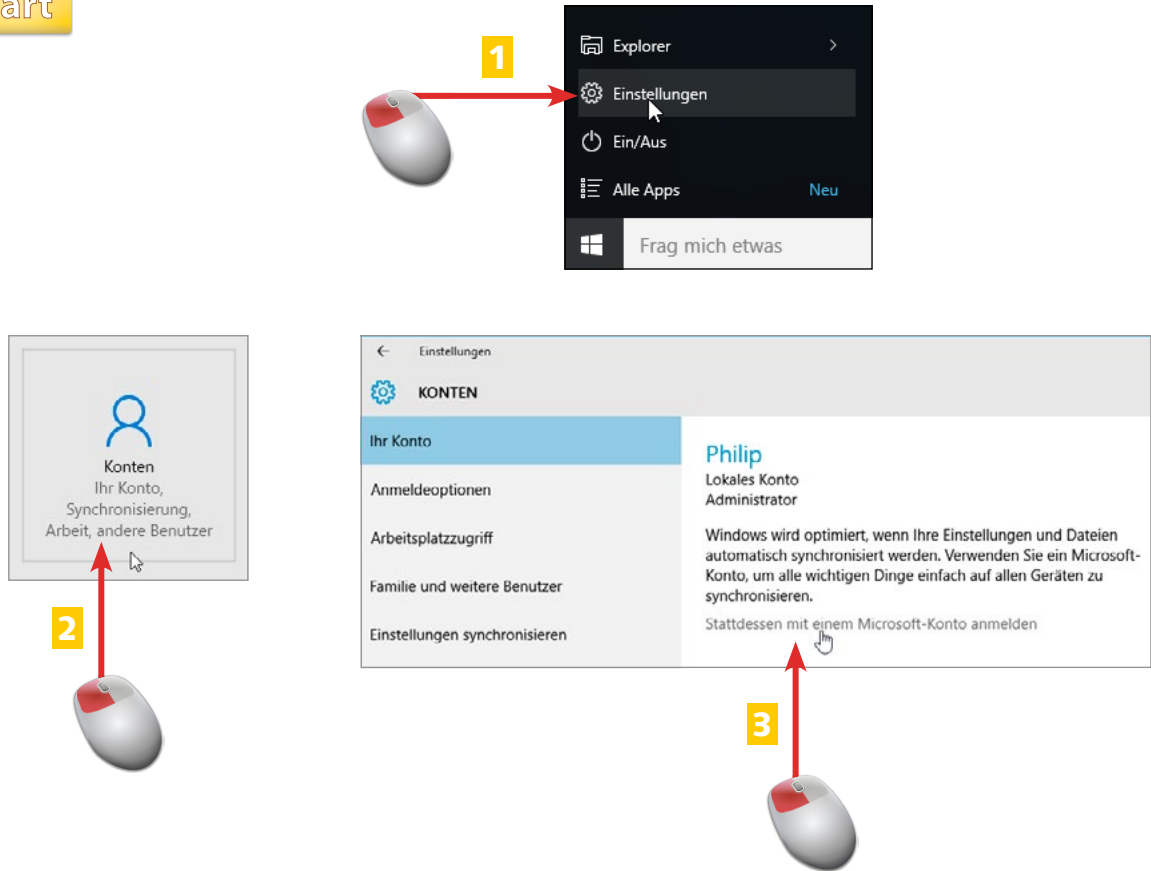 art
1
Explorer
Einstellungen
Ein/Aus
Alle Apps Neu
Frag mich etwas
Konten
Ihr Konto,
Synchronisierung,
Arbeit, andere Benutzer
2
Einstellungen
KONTEN
Ihr Konto
Anmeldeoptionen
Arbeitsplatzzugriff
Familie und weitere Benutzer
Einstellungen synchronisieren
Philip
Lokales Konto
Administrator
Windows wird optimiert, wenn Ihre Einstellungen und Dateien
automatisch synchronisiert werden. Verwenden Sie ein Microsoft-
Konto, um alle wichtigen Dinge einfach auf allen Geräten zu
synchronisieren.
Stattdessen mit einem Microsoft-Konto anmelden
3